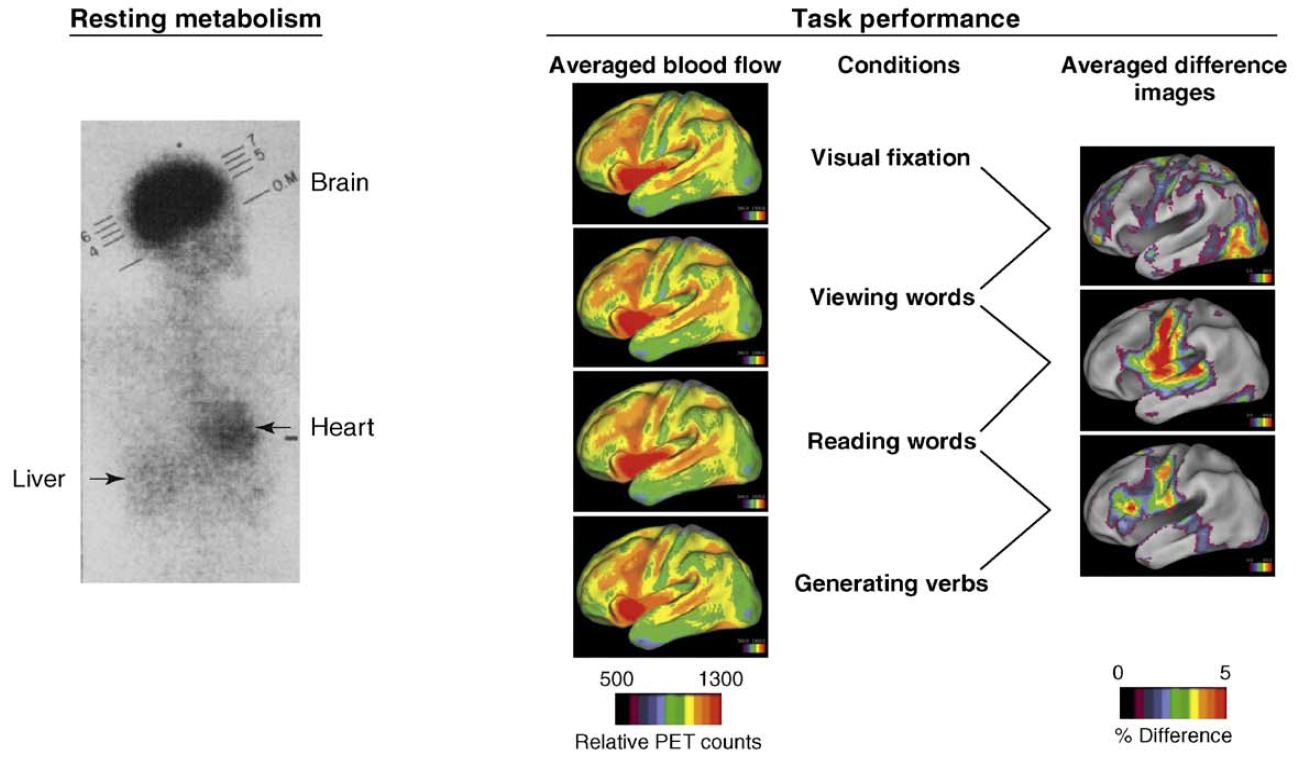 Resting metabolism
7
5
O.M
Brain
6
4
Heart
Liver
Task performance
Averaged blood flow
Conditions
Averaged difference
images
Visual fixation
Viewing words
Reading words
Generating verbs
500 1300
Relative PET counts
0 5
% Difference